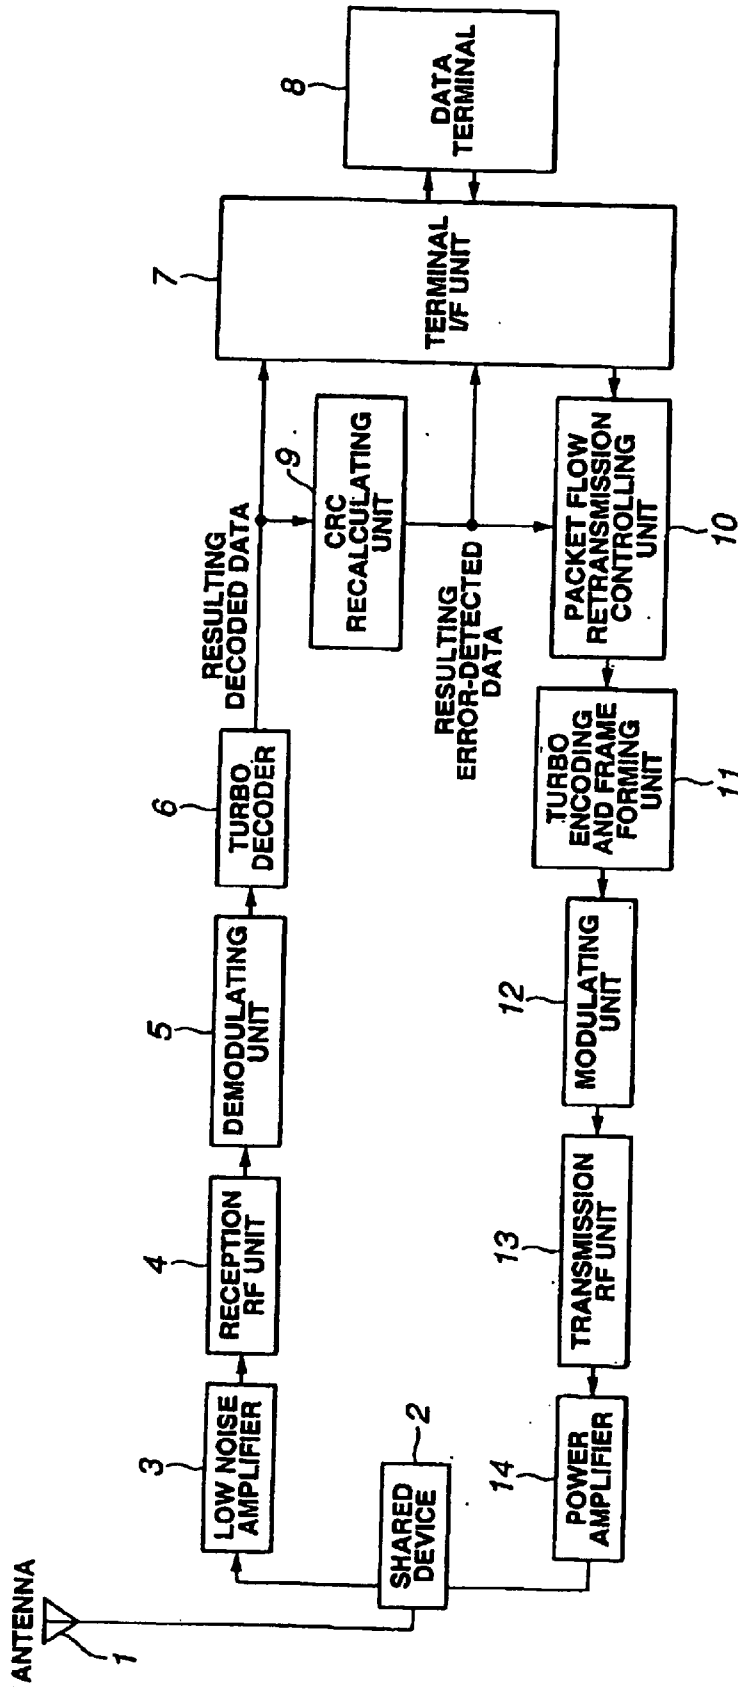 ANTENNA
1
SHARED
DEVICE
2
LOW NOISE
AMPLIFIER
3
RECEPTION
RF UNIT
4
DEMODULATING
UNIT
5
TURBO
DECODER
6
RESULTING
DECODED DATA
CRC
RECALCULATING
UNIT
9
RESULTING
ERROR-DETECTED
DATA
TERMINAL
I/F UNIT
7
DATA
TERMINAL
8
PACKET FLOW
RETRANSMISSION
CONTROLLING
UNIT
10
TURBO
ENCODING
AND FRAME
FORMING
UNIT
11
MODULATING
UNIT
12
TRANSMISSION
RF UNIT
13
POWER
AMPLIFIER
14